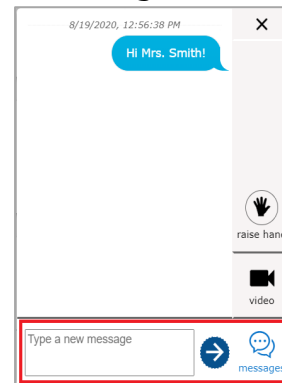 8/19/2020, 12:56:38 PM
Hi Mrs. Smith!
raise hand
video
Type a new message
messages